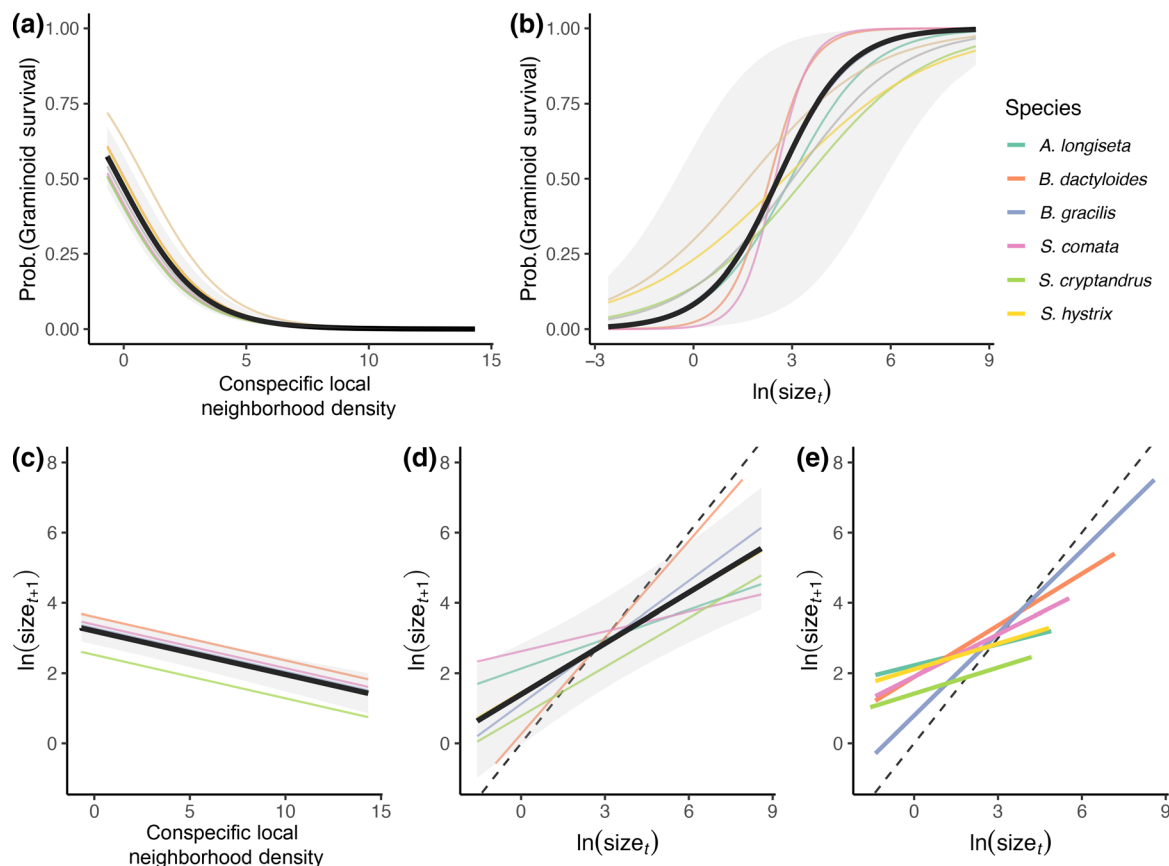 (a)
Prob.(Graminoid survival)
1.00
0.75
0.50
0.25
0.00
0 5 10 15
Conspecific local
neighborhood density
(b)
Prob.(Graminoid survival)
1.00
0.75
0.50
0.25
0.00
−3 0 3 6 9
ln(size_t)
Species
A. longiseta
B. dactyloides
B. gracilis
S. comata
S. cryptandrus
S. hystrix
(c)
ln(size_{t+1})
8
6
4
2
0
0 5 10 15
Conspecific local
neighborhood density
(d)
ln(size_{t+1})
8
6
4
2
0
0 3 6 9
ln(size_t)
(e)
ln(size_{t+1})
8
6
4
2
0
0 3 6 9
ln(size_t)